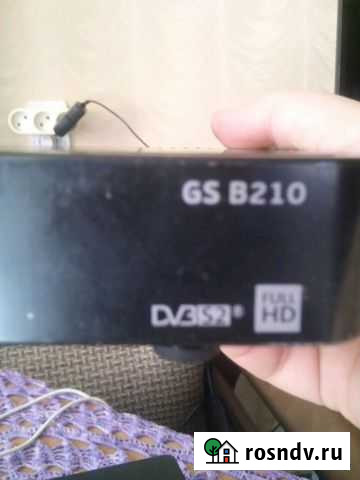 GS B210
DVB S2®
FULL
HD
rosndv.ru